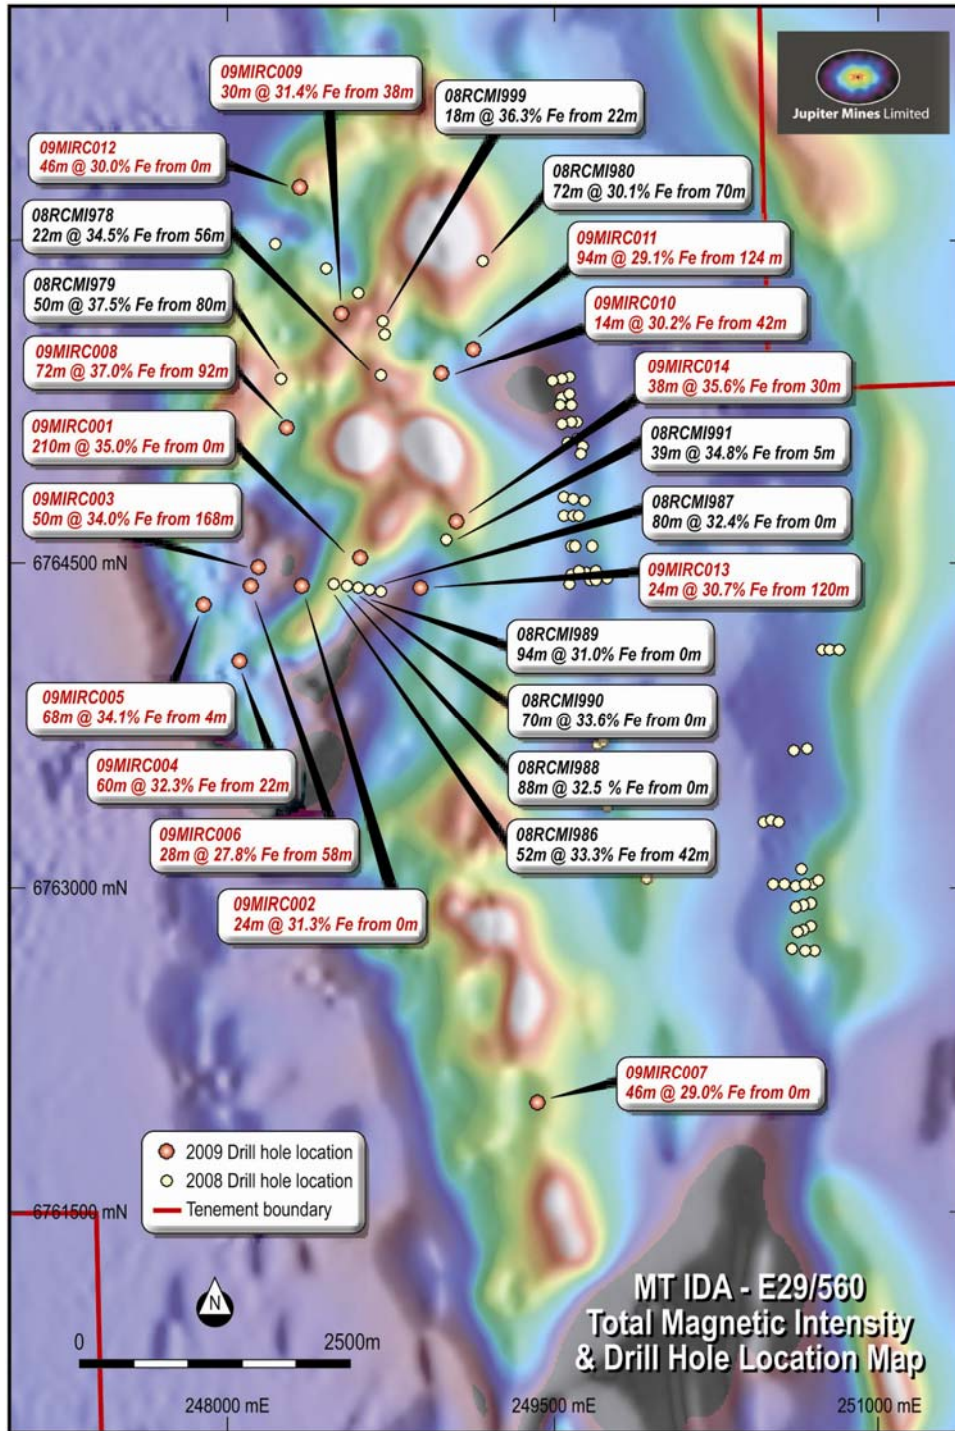 09MIRC009
30m @ 31.4% Fe from 38m
08RCMI999
18m @ 36.3% Fe from 22m
Jupiter Mines Limited
09MIRC012
46m @ 30.0% Fe from 0m
08RCMI980
72m @ 30.1% Fe from 70m
08RCMI978
22m @ 34.5% Fe from 56m
09MIRC011
94m @ 29.1% Fe from 124 m
08RCMI979
50m @ 37.5% Fe from 80m
09MIRC010
14m @ 30.2% Fe from 42m
09MIRC008
72m @ 37.0% Fe from 92m
09MIRC014
38m @ 35.6% Fe from 30m
09MIRC001
210m @ 35.0% Fe from 0m
08RCMI991
39m @ 34.8% Fe from 5m
09MIRC003
50m @ 34.0% Fe from 168m
08RCMI987
80m @ 32.4% Fe from 0m
6764500 mN
09MIRC013
24m @ 30.7% Fe from 120m
08RCMI989
94m @ 31.0% Fe from 0m
09MIRC005
68m @ 34.1% Fe from 4m
08RCMI990
70m @ 33.6% Fe from 0m
09MIRC004
60m @ 32.3% Fe from 22m
08RCMI988
88m @ 32.5 % Fe from 0m
09MIRC006
28m @ 27.8% Fe from 58m
08RCMI986
52m @ 33.3% Fe from 42m
6763000 mN
09MIRC002
24m @ 31.3% Fe from 0m
09MIRC007
46m @ 29.0% Fe from 0m
2009 Drill hole location
2008 Drill hole location
Tenement boundary
6761500 mN
N
0 2500m
MT IDA - E29/560
Total Magnetic Intensity
& Drill Hole Location Map
248000 mE 249500 mE 251000 mE